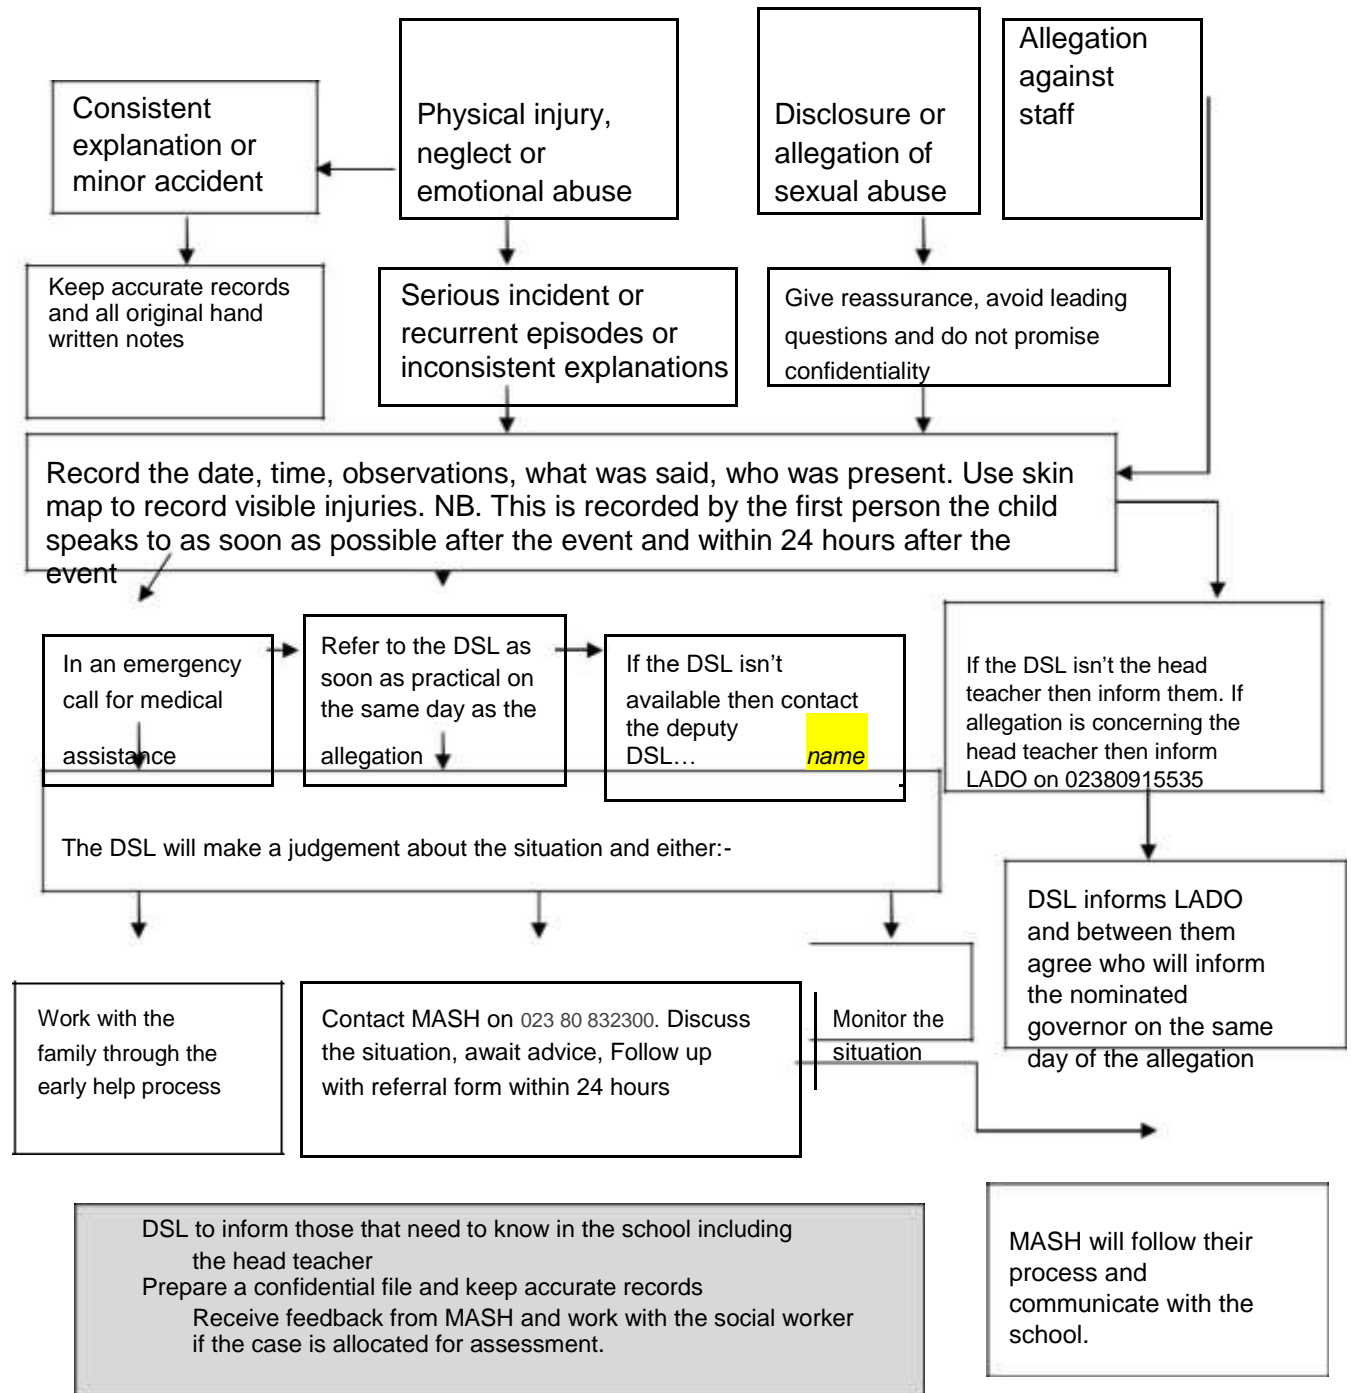 Consistent
explanation or
minor accident
Physical injury,
neglect or
emotional abuse
Disclosure or
allegation of
sexual abuse
Allegation
against
staff
Keep accurate records
and all original hand
written notes
Serious incident or
recurrent episodes or
inconsistent explanations
Give reassurance, avoid leading
questions and do not promise
confidentiality
Record the date, time, observations, what was said, who was present. Use skin
map to record visible injuries. NB. This is recorded by the first person the child
speaks to as soon as possible after the event and within 24 hours after the
event
In an emergency
call for medical
assistance
Refer to the DSL as
soon as practical on
the same day as the
allegation
If the DSL isn’t
available then contact
the deputy
DSL… name
If the DSL isn’t the head
teacher then inform them. If
allegation is concerning the
head teacher then inform
LADO on 02380915535
The DSL will make a judgement about the situation and either:-
DSL informs LADO
and between them
agree who will inform
the nominated
governor on the same
day of the allegation
Work with the
family through the
early help process
Contact MASH on 023 80 832300. Discuss
the situation, await advice, Follow up
with referral form within 24 hours
Monitor the
situation
DSL to inform those that need to know in the school including
the head teacher
Prepare a confidential file and keep accurate records
Receive feedback from MASH and work with the social worker
if the case is allocated for assessment.
MASH will follow their
process and
communicate with the
school.